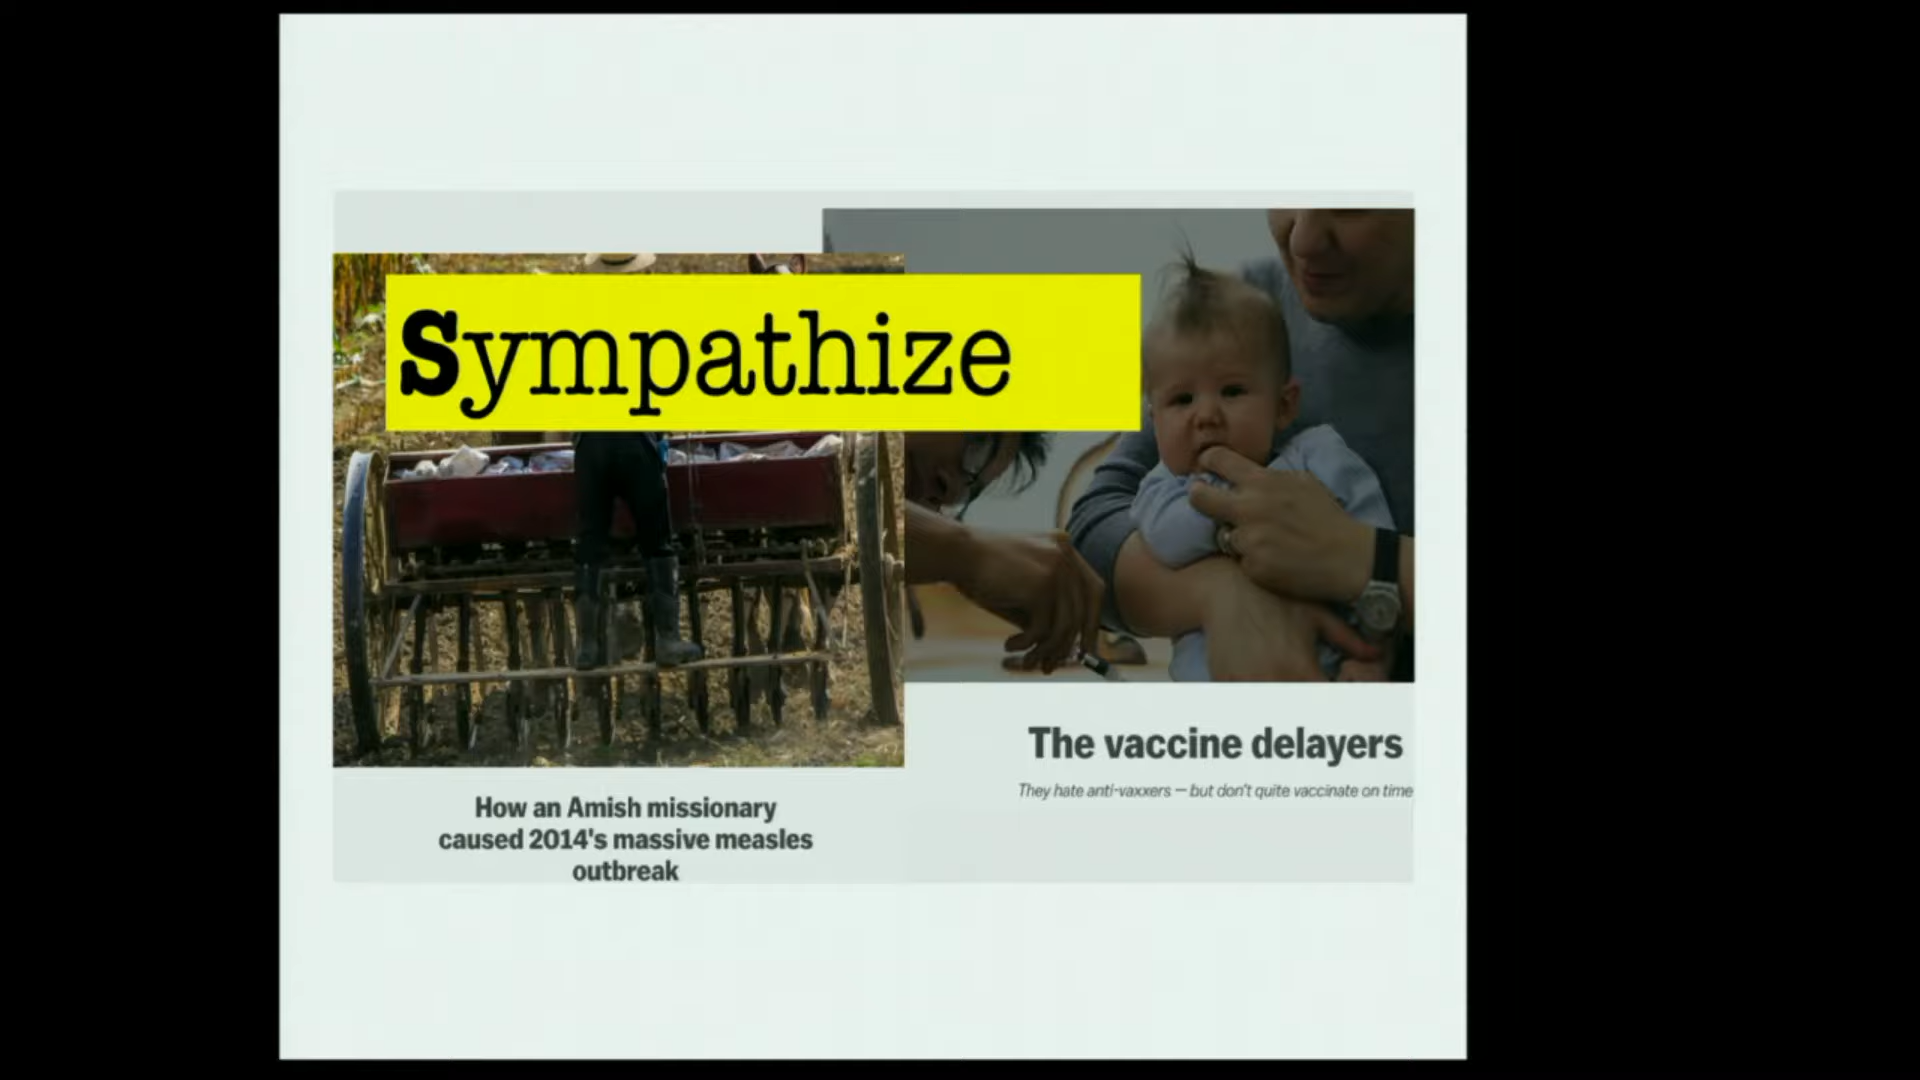 Sympathize
The vaccine delayers
They hate anti-vaxxers — but don't quite vaccinate on time
How an Amish missionary
caused 2014's massive measles
outbreak